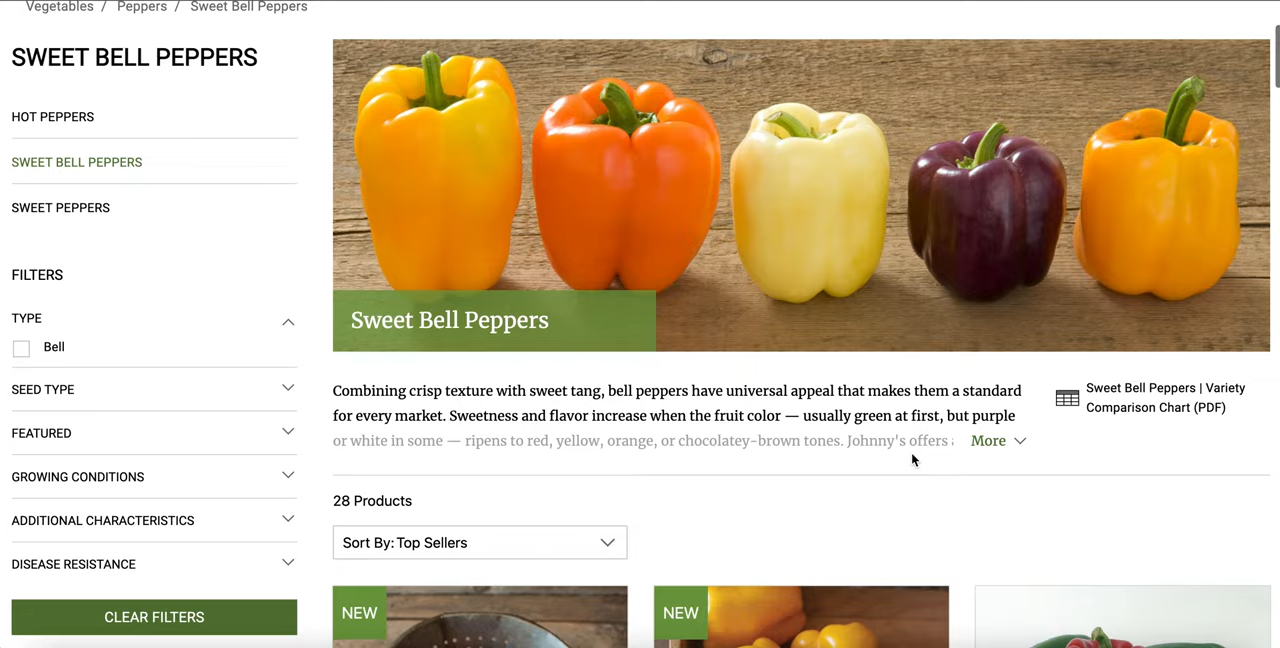 Vegetables / Peppers / Sweet Bell Peppers
SWEET BELL PEPPERS
HOT PEPPERS
SWEET BELL PEPPERS
SWEET PEPPERS
FILTERS
TYPE
Bell
SEED TYPE
FEATURED
GROWING CONDITIONS
ADDITIONAL CHARACTERISTICS
DISEASE RESISTANCE
CLEAR FILTERS
Sweet Bell Peppers
Combining crisp texture with sweet tang, bell peppers have universal appeal that makes them a standard
for every market. Sweetness and flavor increase when the fruit color — usually green at first, but purple
or white in some — ripens to red, yellow, orange, or chocolatey-brown tones. Johnny's offers
More
Sweet Bell Peppers | Variety
Comparison Chart (PDF)
28 Products
Sort By: Top Sellers
NEW
NEW